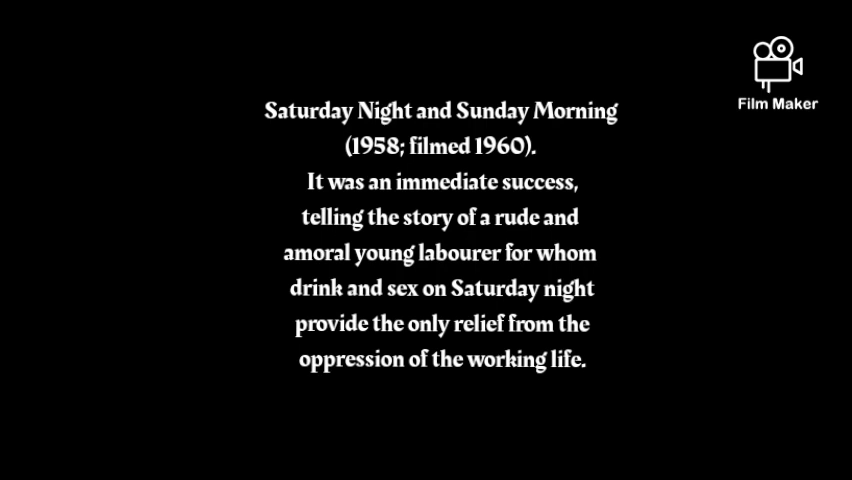 Film Maker
Saturday Night and Sunday Morning
(1958; filmed 1960).
It was an immediate success,
telling the story of a rude and
amoral young labourer for whom
drink and sex on Saturday night
provide the only relief from the
oppression of the working life.